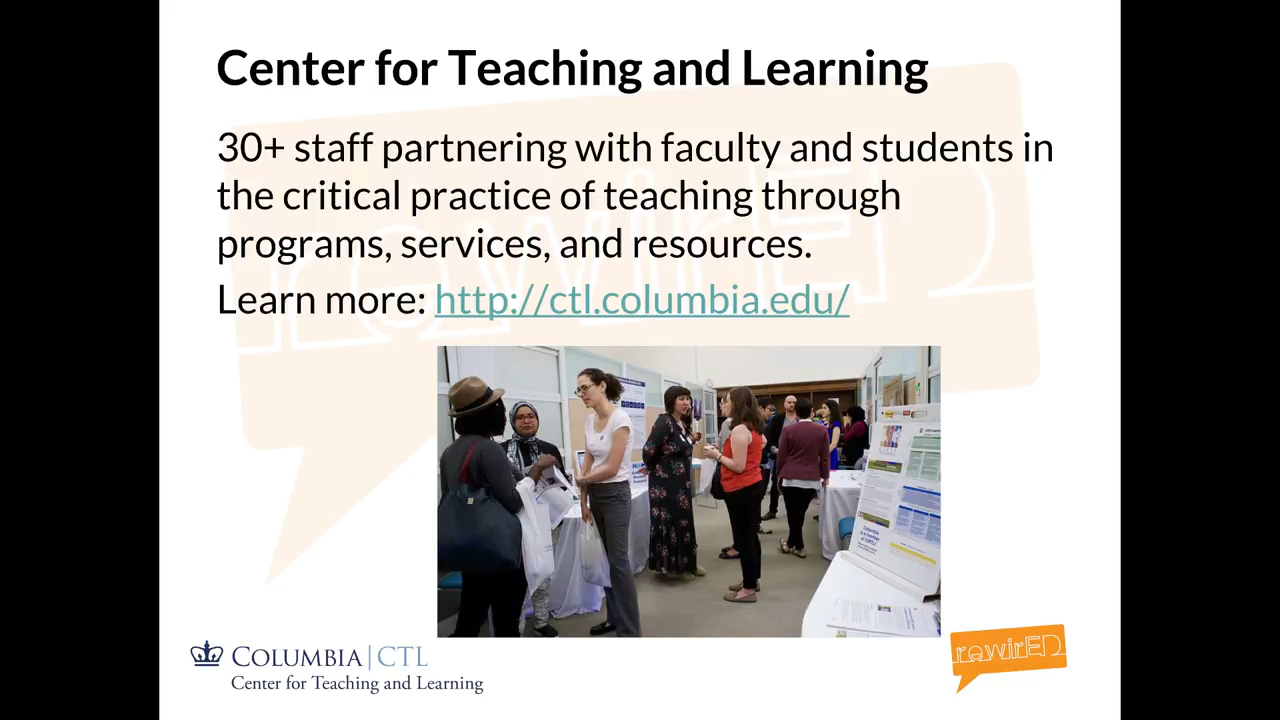 Center for Teaching and Learning
30+ staff partnering with faculty and students in
the critical practice of teaching through
programs, services, and resources.
Learn more: http://ctl.columbia.edu/
COLUMBIA | CTL
Center for Teaching and Learning
rewirED